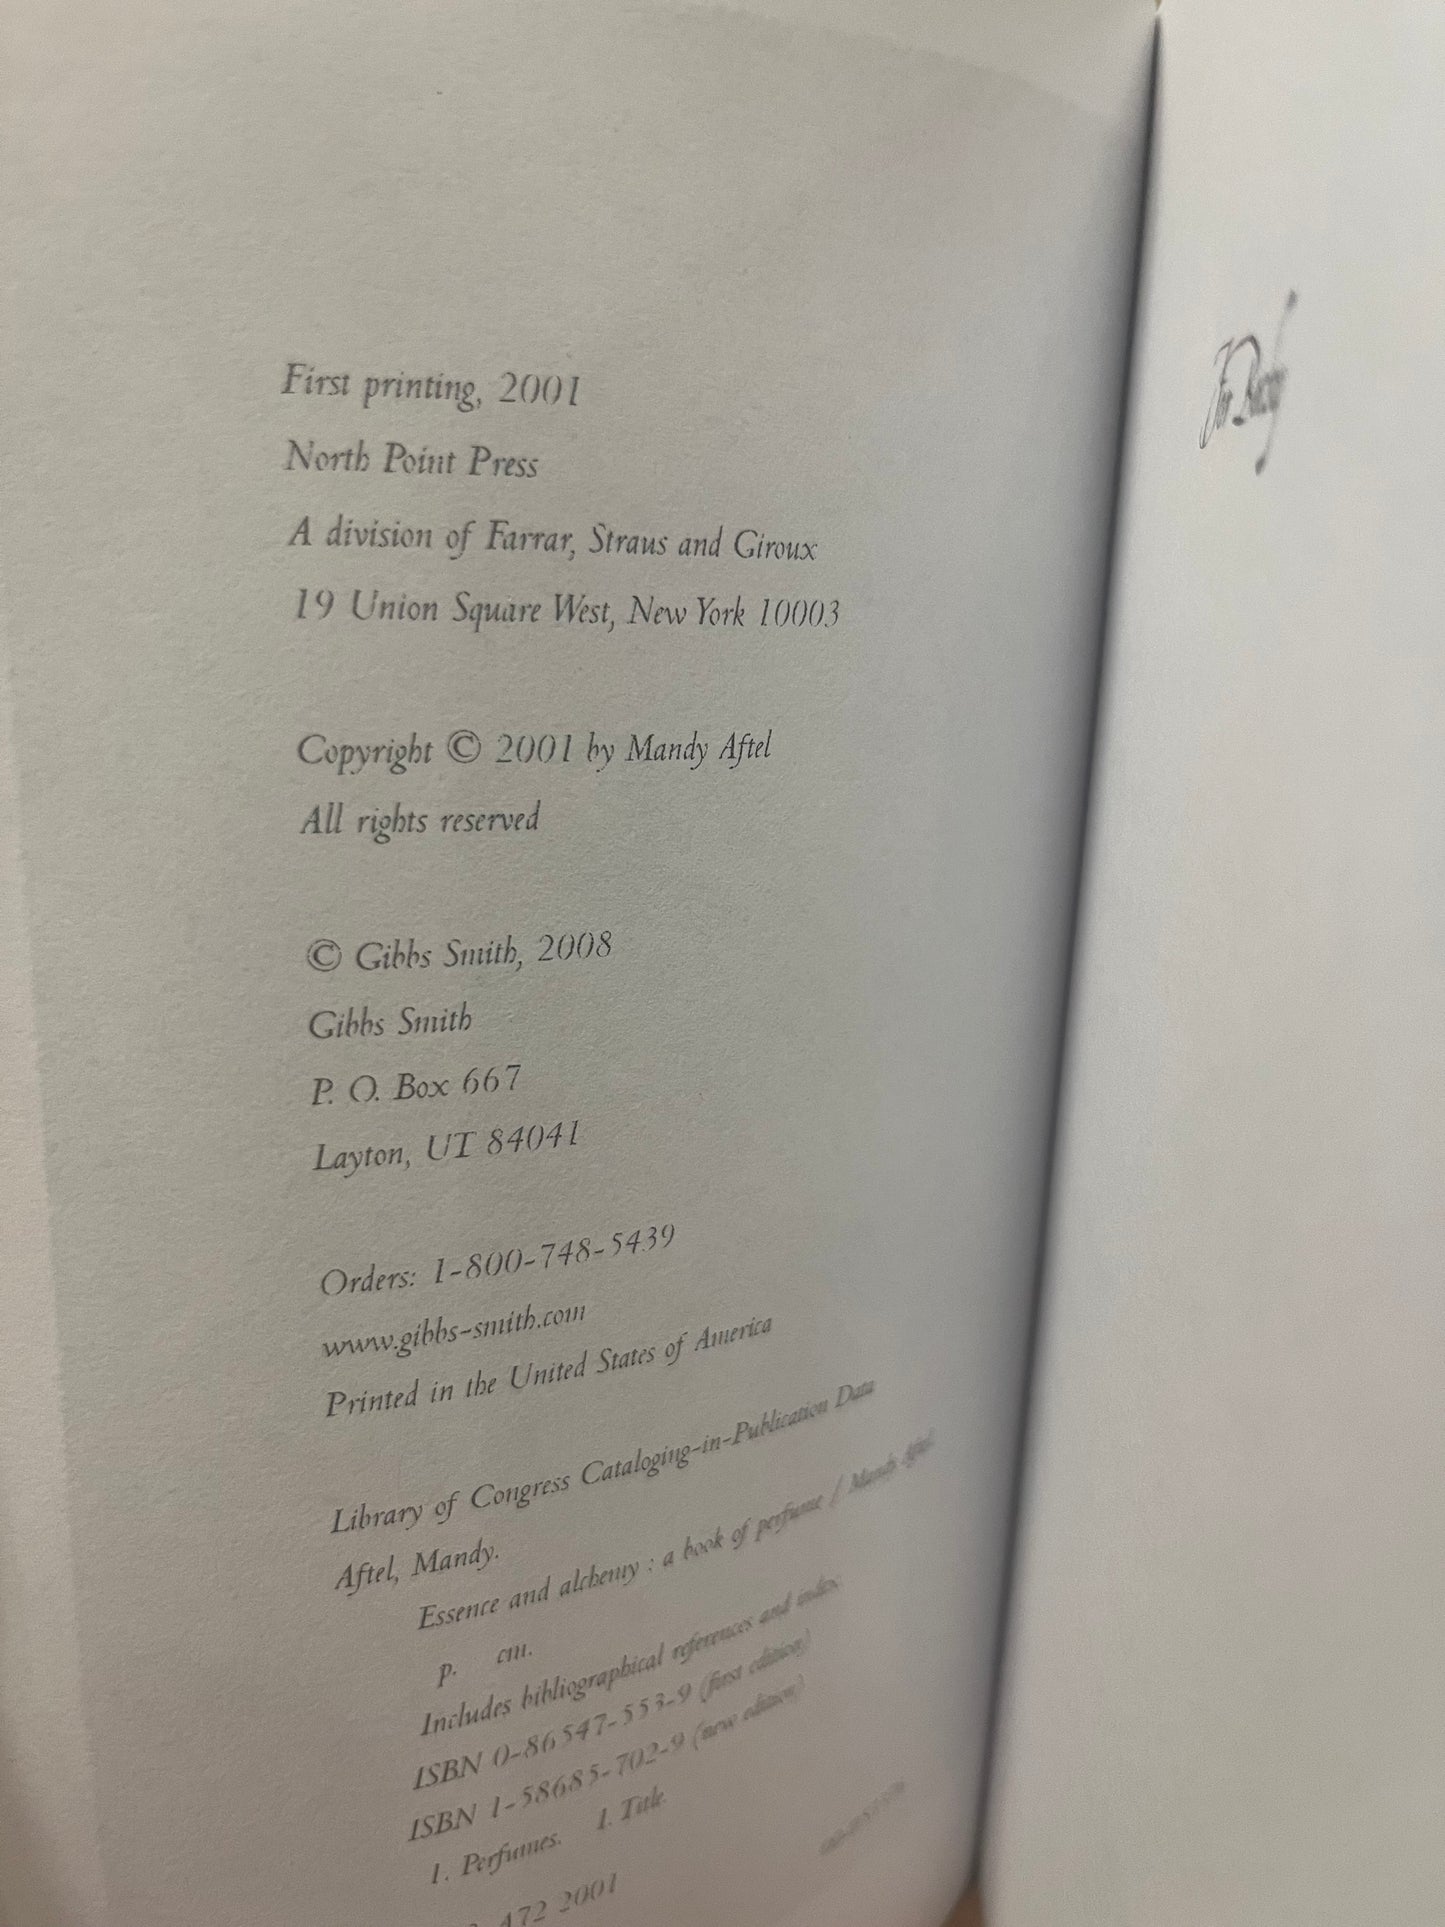 First printing, 2001
North Point Press
A division of Farrar, Straus and Giroux
19 Union Square West, New York 10003
Copyright © 2001 by Mandy Aftel
All rights reserved
© Gibbs Smith, 2008
Gibbs Smith
P. O. Box 667
Layton, UT 84041
Orders: 1-800-748-5439
www.gibbs-smith.com
Printed in the United States of America
Library of Congress Cataloging-in-Publication Data
Aftel, Mandy.
Essence and alchemy : a book of perfume / Mandy Aftel
p. cm.
Includes bibliographical references and index
ISBN 0-86547-553-9 (first edition)
ISBN 1-58685-702-9 (new edition)
1. Perfumes. I. Title.
A72 2001
For